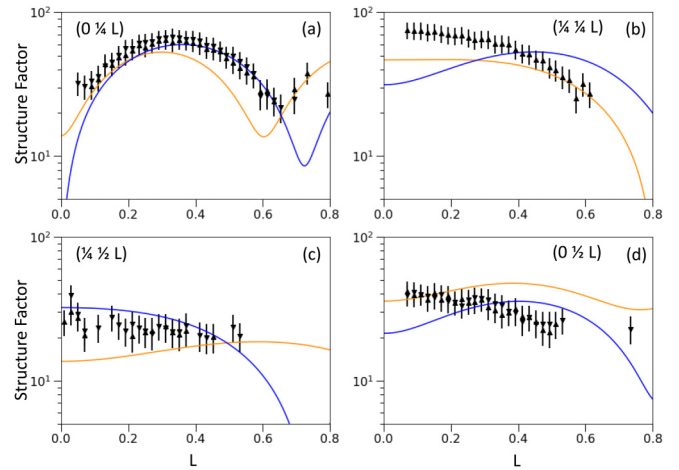 (0 ¼ L) (a)
(¼ ¼ L) (b)
Structure Factor
10²
10¹
0.0 0.2 0.4 0.6 0.8
10²
10¹
0.0 0.2 0.4 0.6 0.8
(¼ ½ L) (c)
(0 ½ L) (d)
Structure Factor
10²
10¹
0.0 0.2 0.4 0.6 0.8
L
10²
10¹
0.0 0.2 0.4 0.6 0.8
L